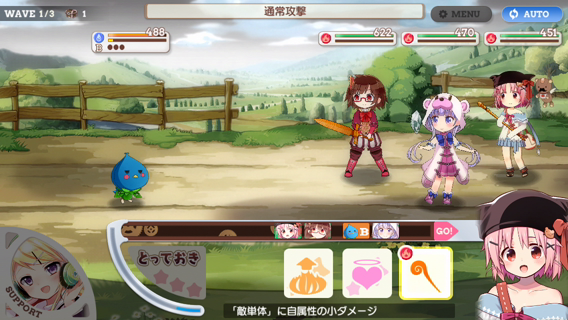 WAVE 1/3 1
通常攻撃
MENU
AUTO
488
B
622
470
451
B
GO!
とっておき
SUPPORT
「敵単体」に自属性の小ダメージ